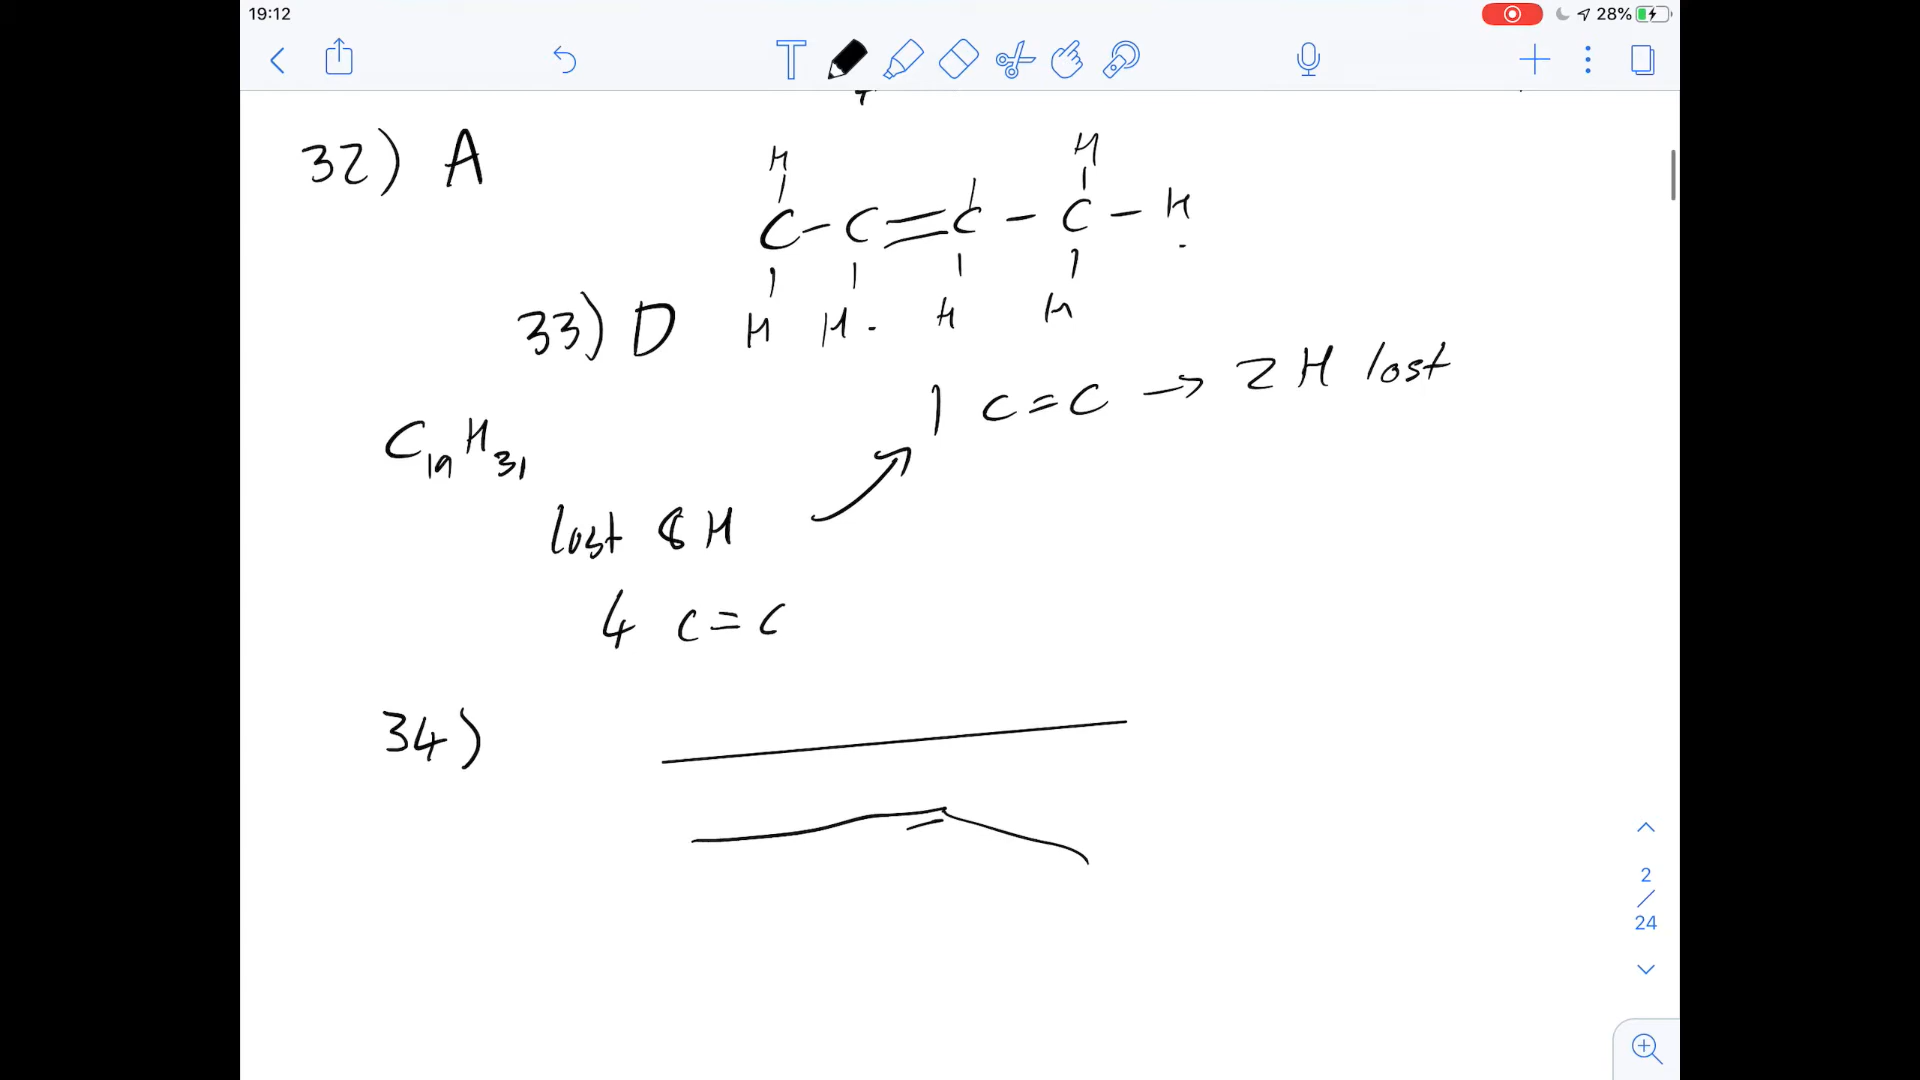 19:12
28%
T
32) A
H H
C - C = C - C - H
H H H H
33) D
1 C=C → 2 H lost
C19H31
lost 8 H
4 C=C
34)
2
/
24